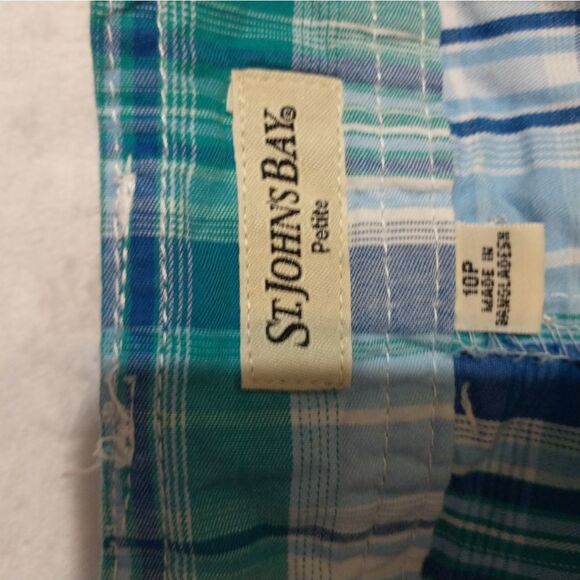 ST. JOHN'S BAY®
Petite
10P
MADE IN
BANGLADESH